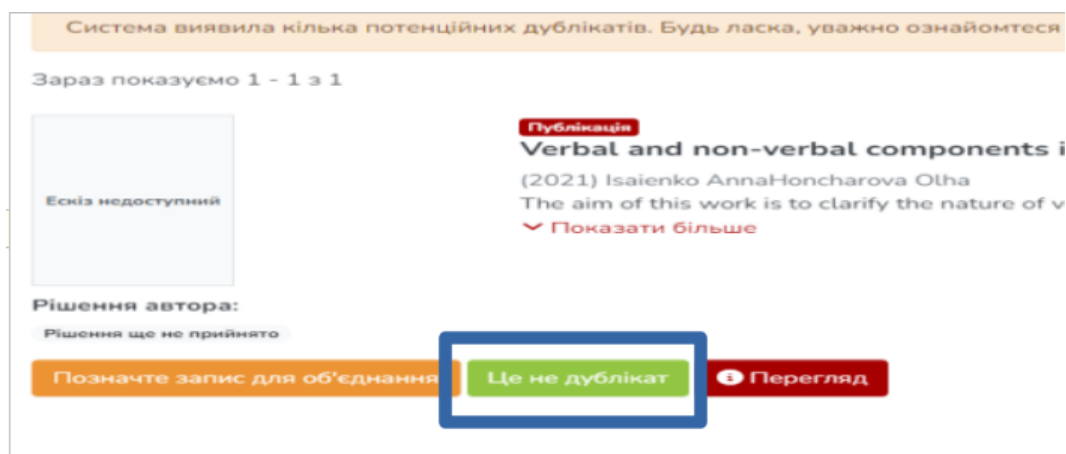 Система виявила кілька потенційних дублікатів. Будь ласка, уважно ознайомтеся
Зараз показуємо 1 - 1 з 1
Ескіз недоступний
Публікація
Verbal and non-verbal components i
(2021) Isaienko AnnaHoncharova Olha
The aim of this work is to clarify the nature of v
Показати більше
Рішення автора:
Рішення ще не прийнято
Позначте запис для об'єднання
Це не дублікат
Перегляд